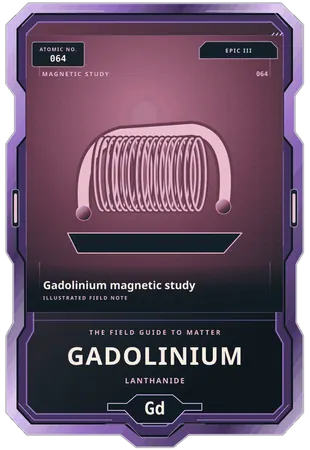 ATOMIC NO.
064
EPIC III
MAGNETIC STUDY
064
Gadolinium magnetic study
ILLUSTRATED FIELD NOTE
THE FIELD GUIDE TO MATTER
GADOLINIUM
LANTHANIDE
Gd